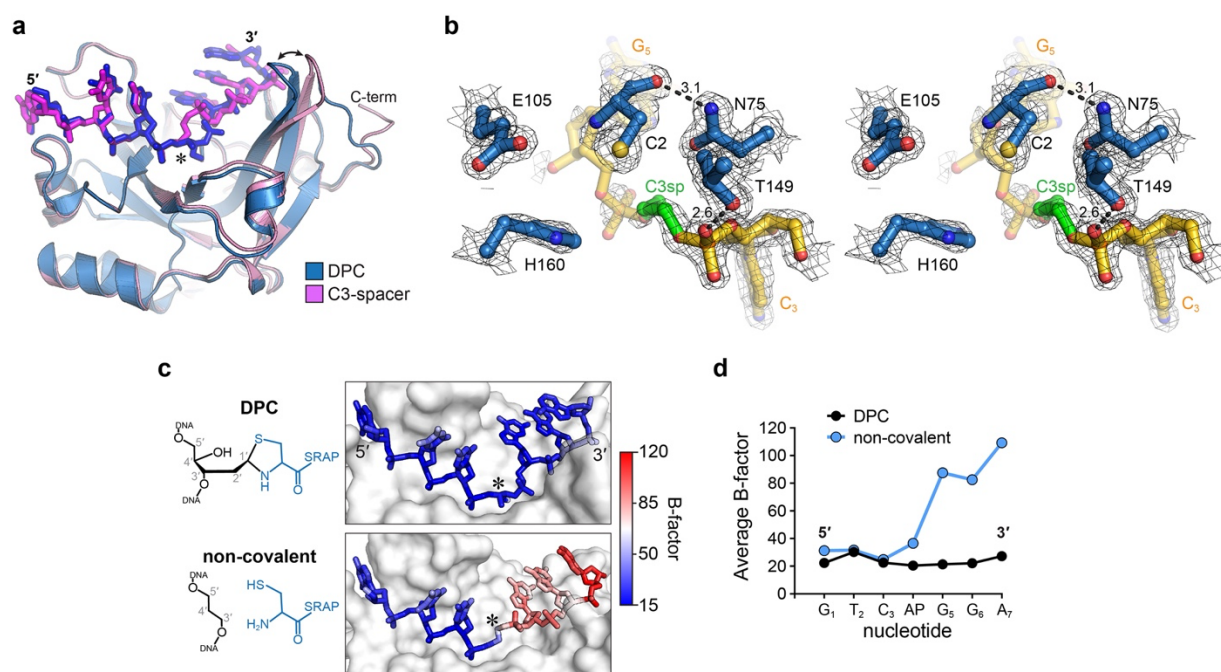 a
5′
3′
C-term
*
DPC
C3-spacer
b
G5
3.1
E105
N75
C2
C3sp
T149
2.6
H160
C3
G5
3.1
E105
N75
C2
C3sp
T149
2.6
H160
C3
c
DPC
DNA
O
5′
OH
S
4′
1′
SRAP
3′
2′
N
H
O
O
DNA
5′
*
3′
non-covalent
DNA
O
5′
HS
4′
3′
SRAP
O
H2N
O
DNA
*
120
85
50
15
B-factor
d
DPC
non-covalent
120
100
80
60
40
20
0
Average B-factor
5′
3′
G1 T2 C3 AP G5 G6 A7
nucleotide